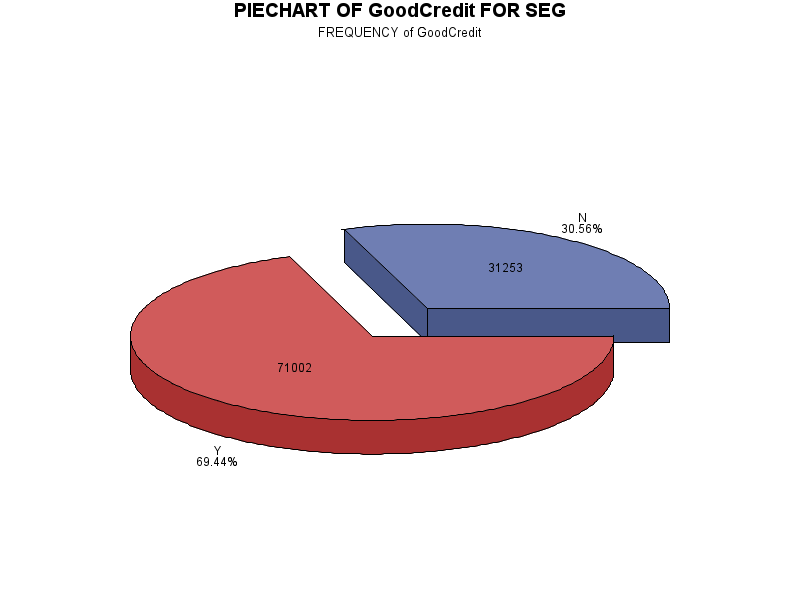 PIECHART OF GoodCredit FOR SEG
FREQUENCY of GoodCredit
N
30.56%
31253
71002
Y
69.44%